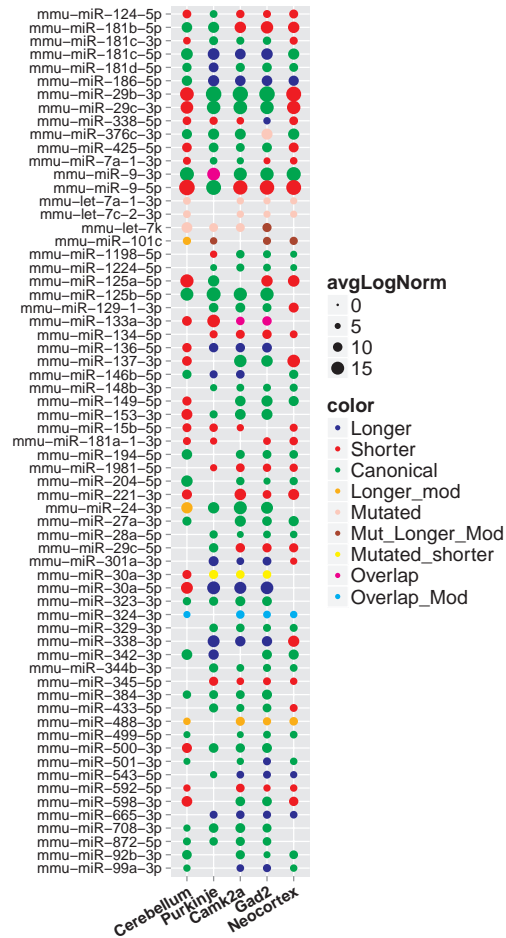 mmu-miR-124-5p
mmu-miR-181b-5p
mmu-miR-181c-3p
mmu-miR-181c-5p
mmu-miR-181d-5p
mmu-miR-186-5p
mmu-miR-29b-3p
mmu-miR-29c-3p
mmu-miR-338-5p
mmu-miR-376c-3p
mmu-miR-425-5p
mmu-miR-7a-1-3p
mmu-miR-9-3p
mmu-miR-9-5p
mmu-let-7a-1-3p
mmu-let-7c-2-3p
mmu-let-7k
mmu-miR-101c
mmu-miR-1198-5p
mmu-miR-1224-5p
mmu-miR-125a-5p
mmu-miR-125b-5p
mmu-miR-129-1-3p
mmu-miR-133a-3p
mmu-miR-134-5p
mmu-miR-136-5p
mmu-miR-137-3p
mmu-miR-146b-5p
mmu-miR-148b-3p
mmu-miR-149-5p
mmu-miR-153-3p
mmu-miR-15b-5p
mmu-miR-181a-1-3p
mmu-miR-194-5p
mmu-miR-1981-5p
mmu-miR-204-5p
mmu-miR-221-3p
mmu-miR-24-3p
mmu-miR-27a-3p
mmu-miR-28a-5p
mmu-miR-29c-5p
mmu-miR-301a-3p
mmu-miR-30a-3p
mmu-miR-30a-5p
mmu-miR-323-3p
mmu-miR-324-3p
mmu-miR-329-3p
mmu-miR-338-3p
mmu-miR-342-3p
mmu-miR-344b-3p
mmu-miR-345-5p
mmu-miR-384-3p
mmu-miR-433-5p
mmu-miR-488-3p
mmu-miR-499-5p
mmu-miR-500-3p
mmu-miR-501-3p
mmu-miR-543-5p
mmu-miR-592-5p
mmu-miR-598-3p
mmu-miR-665-3p
mmu-miR-708-3p
mmu-miR-872-5p
mmu-miR-92b-3p
mmu-miR-99a-3p
Cerebellum
Purkinje
Camk2a
Gad2
Neocortex
avgLogNorm
0
5
10
15
color
Longer
Shorter
Canonical
Longer_mod
Mutated
Mut_Longer_Mod
Mutated_shorter
Overlap
Overlap_Mod